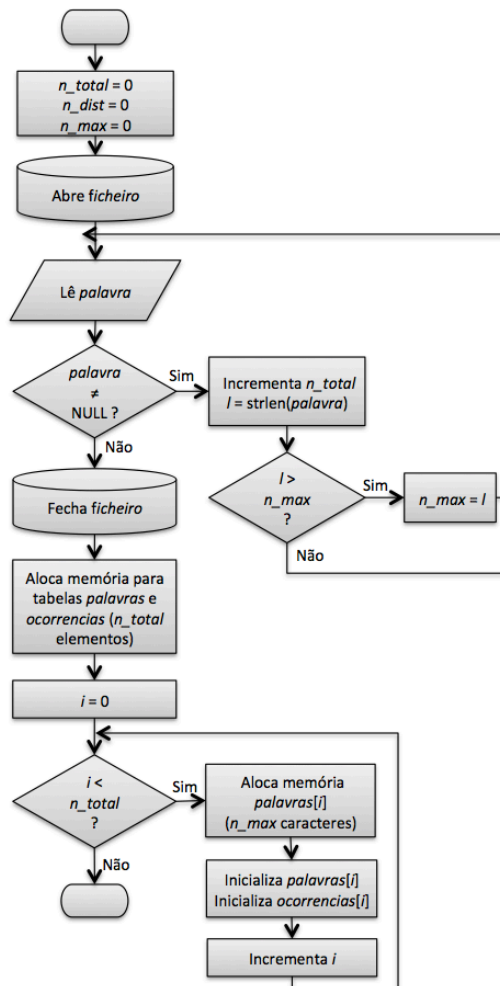 n_total = 0
n_dist = 0
n_max = 0
Abre ficheiro
Lê palavra
palavra
≠
NULL ?
Sim
Incrementa n_total
l = strlen(palavra)
Não
l >
n_max
?
Sim
n_max = l
Não
Fecha ficheiro
Aloca memória para
tabelas palavras e
ocorrencias (n_total
elementos)
i = 0
i <
n_total
?
Sim
Aloca memória
palavras[i]
(n_max caracteres)
Não
Inicializa palavras[i]
Inicializa ocorrencias[i]
Incrementa i